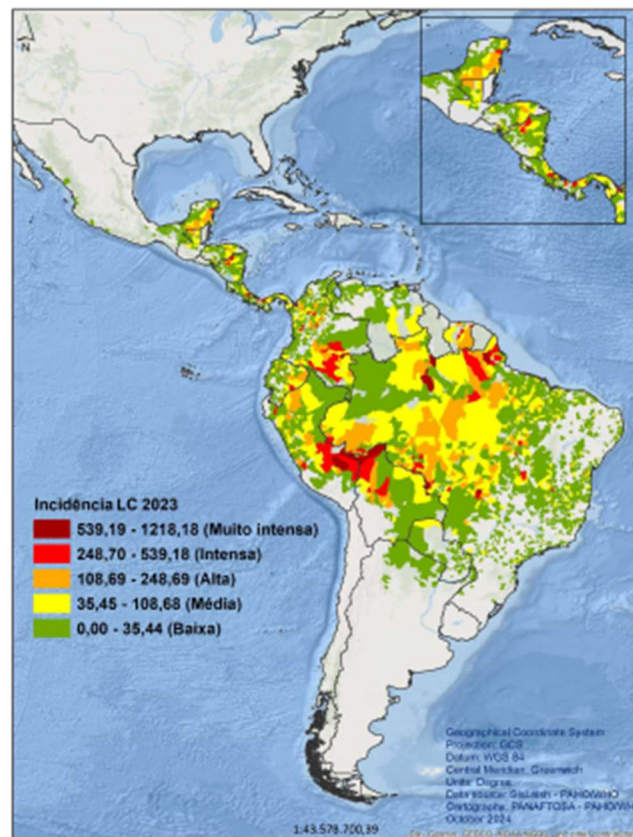 N
Incidência LC 2023
539,19 - 1218,18 (Muito intensa)
248,70 - 539,18 (Intensa)
108,69 - 248,69 (Alta)
35,45 - 108,68 (Média)
0,00 - 35,44 (Baixa)
Geographical Coordinate System
Projection: GCS
Datum: WGS 84
Central Meridian: Greenwich
Units: Degree
Data source: SisLeish - PAHO/WHO
Cartography: PANAFTOSA - PAHO/WHO
October 2024
1:43.578.700,39